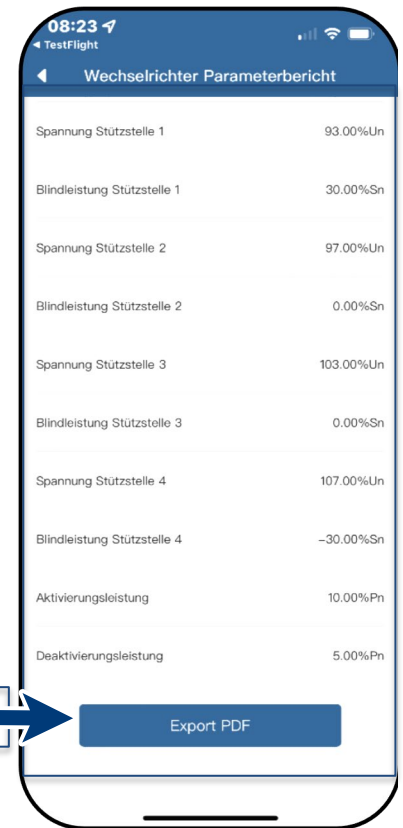 08:23
◀ TestFlight
Wechselrichter Parameterbericht
Spannung Stützstelle 1 93.00%Un
Blindleistung Stützstelle 1 30.00%Sn
Spannung Stützstelle 2 97.00%Un
Blindleistung Stützstelle 2 0.00%Sn
Spannung Stützstelle 3 103.00%Un
Blindleistung Stützstelle 3 0.00%Sn
Spannung Stützstelle 4 107.00%Un
Blindleistung Stützstelle 4 –30.00%Sn
Aktivierungsleistung 10.00%Pn
Deaktivierungsleistung 5.00%Pn
Export PDF